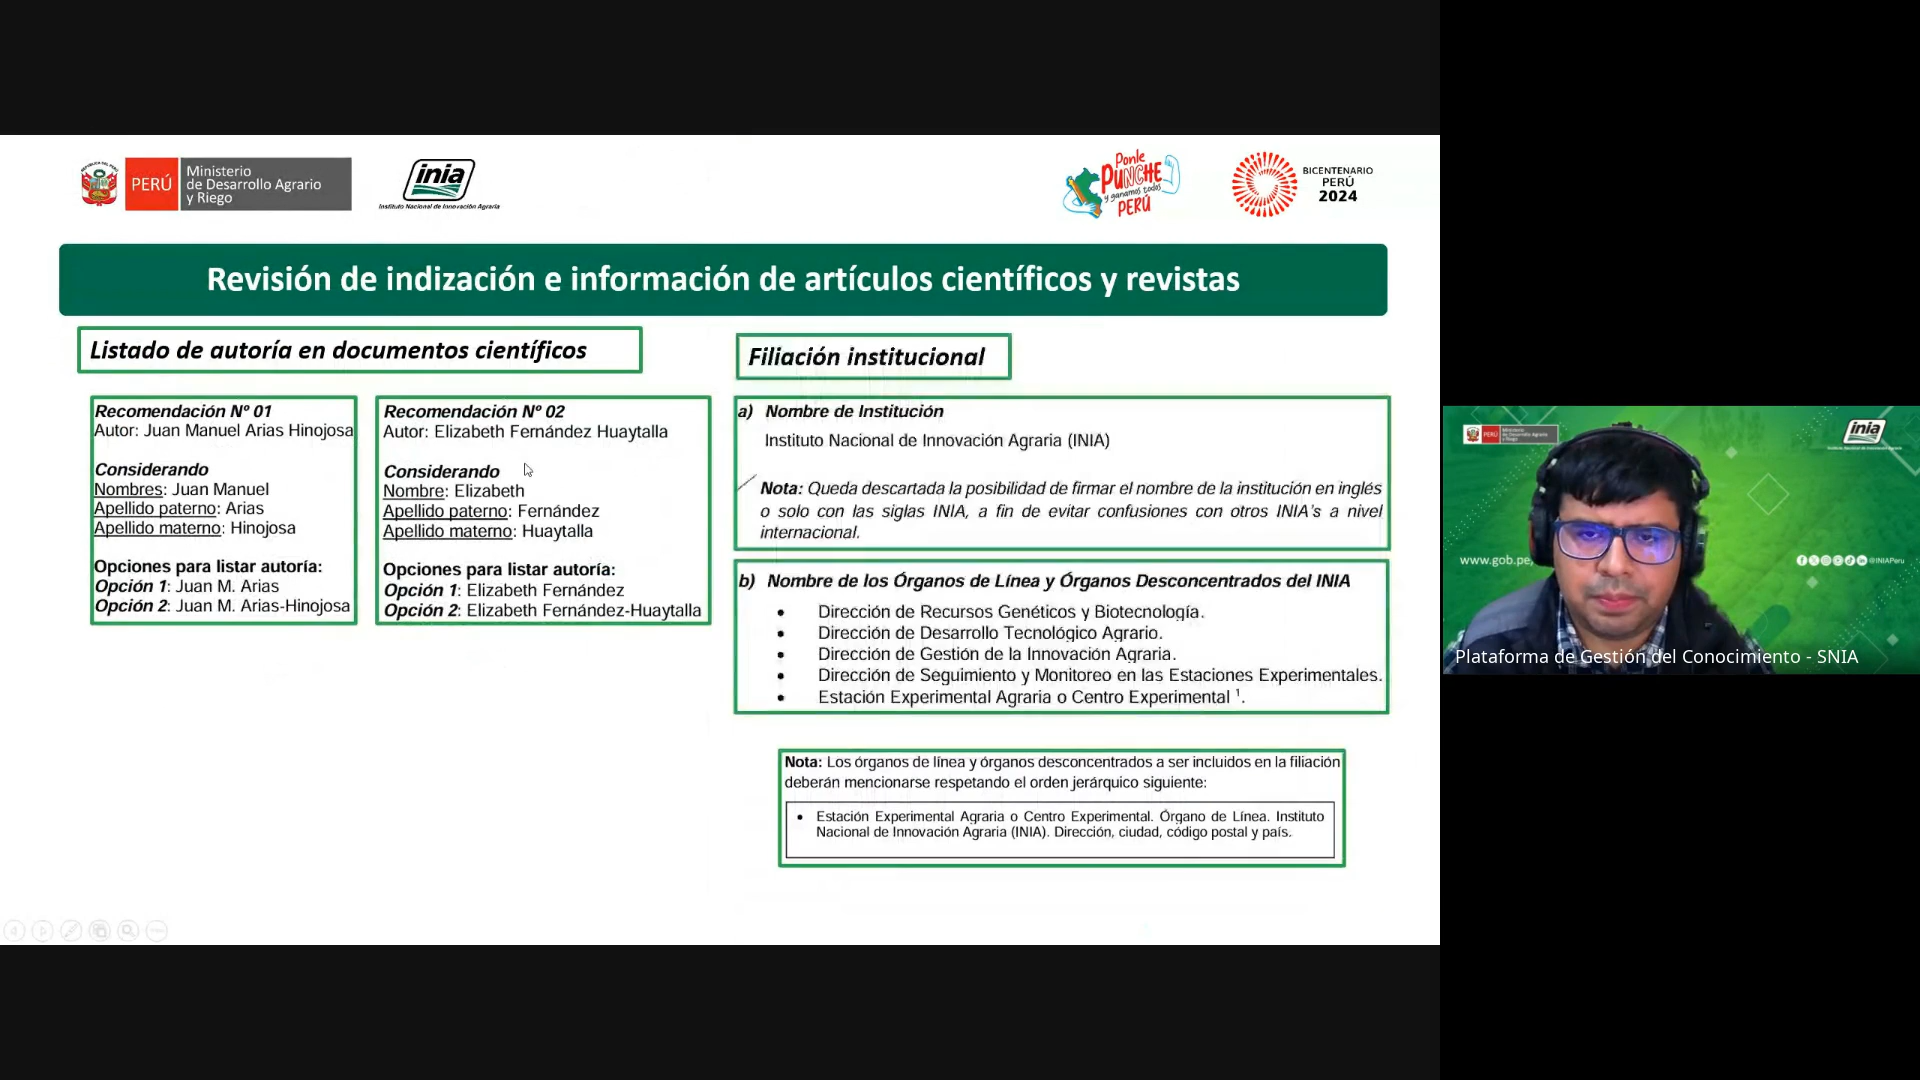 PERÚ
Ministerio
de Desarrollo Agrario
y Riego
inia
Instituto Nacional de Innovación Agraria
Ponle
PUNCHE
y ganamos todos
PERÚ
BICENTENARIO
PERÚ
2024
Revisión de indización e información de artículos científicos y revistas
Listado de autoría en documentos científicos
Recomendación Nº 01
Autor: Juan Manuel Arias Hinojosa
Considerando
Nombres: Juan Manuel
Apellido paterno: Arias
Apellido materno: Hinojosa
Opciones para listar autoría:
Opción 1: Juan M. Arias
Opción 2: Juan M. Arias-Hinojosa
Recomendación Nº 02
Autor: Elizabeth Fernández Huaytalla
Considerando
Nombre: Elizabeth
Apellido paterno: Fernández
Apellido materno: Huaytalla
Opciones para listar autoría:
Opción 1: Elizabeth Fernández
Opción 2: Elizabeth Fernández-Huaytalla
Filiación institucional
a) Nombre de Institución
Instituto Nacional de Innovación Agraria (INIA)
Nota: Queda descartada la posibilidad de firmar el nombre de la institución en inglés
o solo con las siglas INIA, a fin de evitar confusiones con otros INIA's a nivel
internacional.
b) Nombre de los Órganos de Línea y Órganos Desconcentrados del INIA
• Dirección de Recursos Genéticos y Biotecnología.
• Dirección de Desarrollo Tecnológico Agrario.
• Dirección de Gestión de la Innovación Agraria.
• Dirección de Seguimiento y Monitoreo en las Estaciones Experimentales.
• Estación Experimental Agraria o Centro Experimental ¹.
Nota: Los órganos de línea y órganos desconcentrados a ser incluidos en la filiación
deberán mencionarse respetando el orden jerárquico siguiente:
• Estación Experimental Agraria o Centro Experimental. Órgano de Línea. Instituto
Nacional de Innovación Agraria (INIA). Dirección, ciudad, código postal y país.
PERÚ
inia
www.gob.pe/
@INIAPeru
Plataforma de Gestión del Conocimiento - SNIA